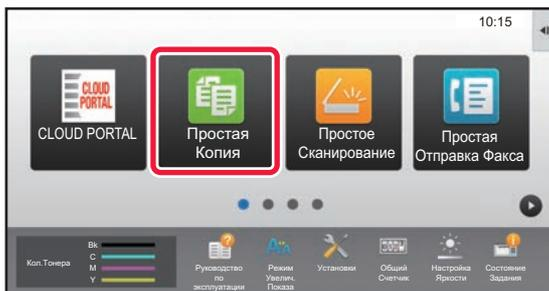 10:15
CLOUD
PORTAL
CLOUD PORTAL
Простая
Копия
Простое
Сканирование
Простая
Отправка Факса
Кол.Тонера
Bk
C
M
Y
Руководство
по
эксплуатации
Режим
Увелич.
Показа
Установки
Общий
Счетчик
Настройка
Яркости
Состояние
Задания